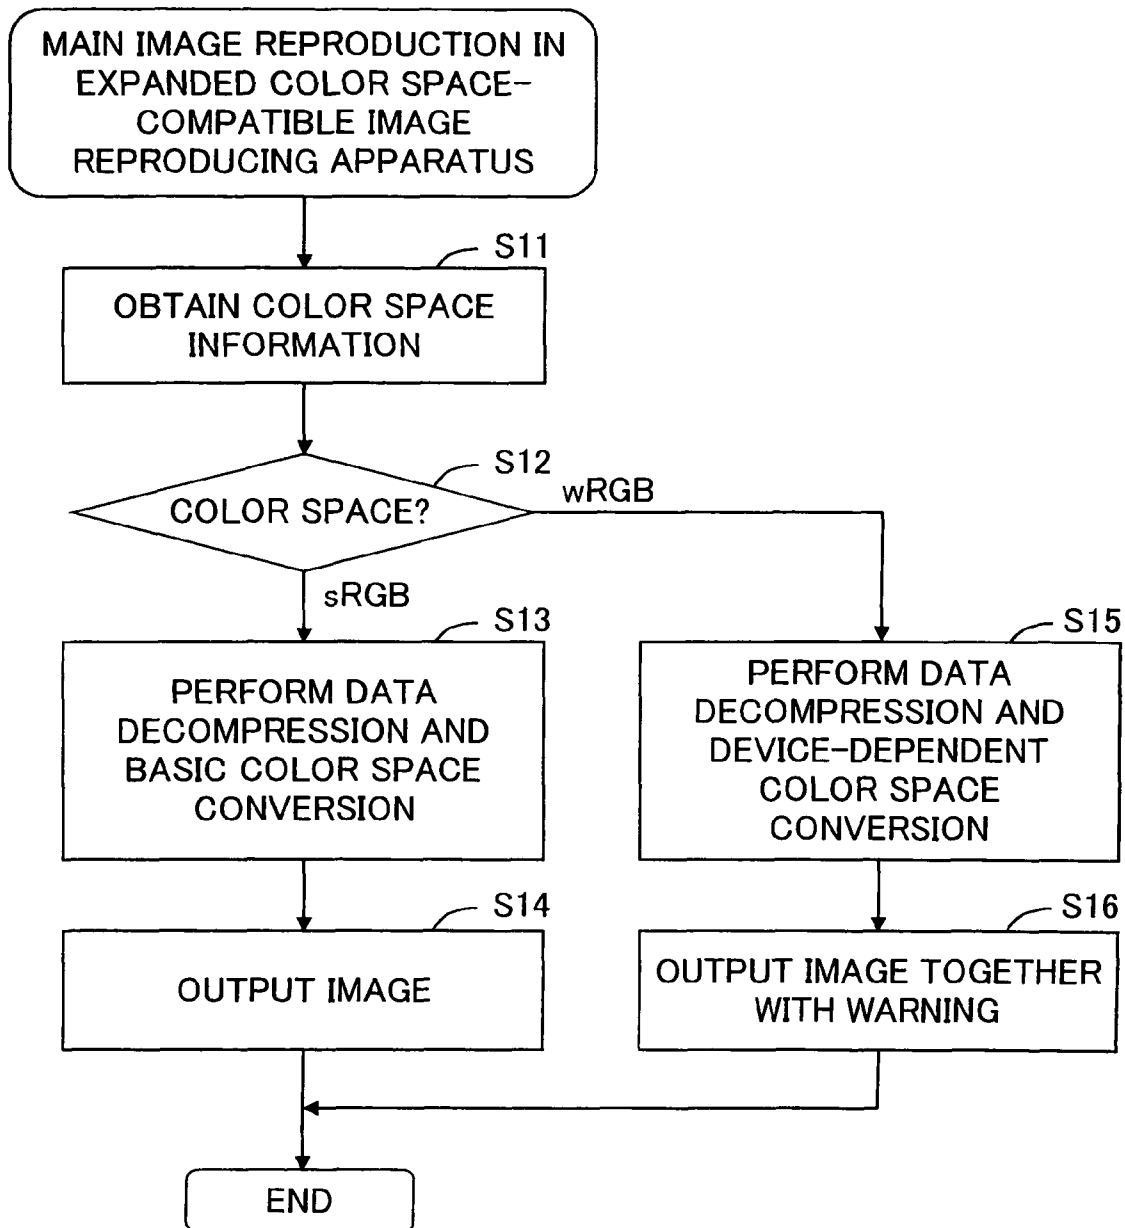 MAIN IMAGE REPRODUCTION IN
EXPANDED COLOR SPACE-
COMPATIBLE IMAGE
REPRODUCING APPARATUS
S11
OBTAIN COLOR SPACE
INFORMATION
S12
COLOR SPACE?
wRGB
sRGB
S13
PERFORM DATA
DECOMPRESSION AND
BASIC COLOR SPACE
CONVERSION
S15
PERFORM DATA
DECOMPRESSION AND
DEVICE-DEPENDENT
COLOR SPACE
CONVERSION
S14
OUTPUT IMAGE
S16
OUTPUT IMAGE TOGETHER
WITH WARNING
END